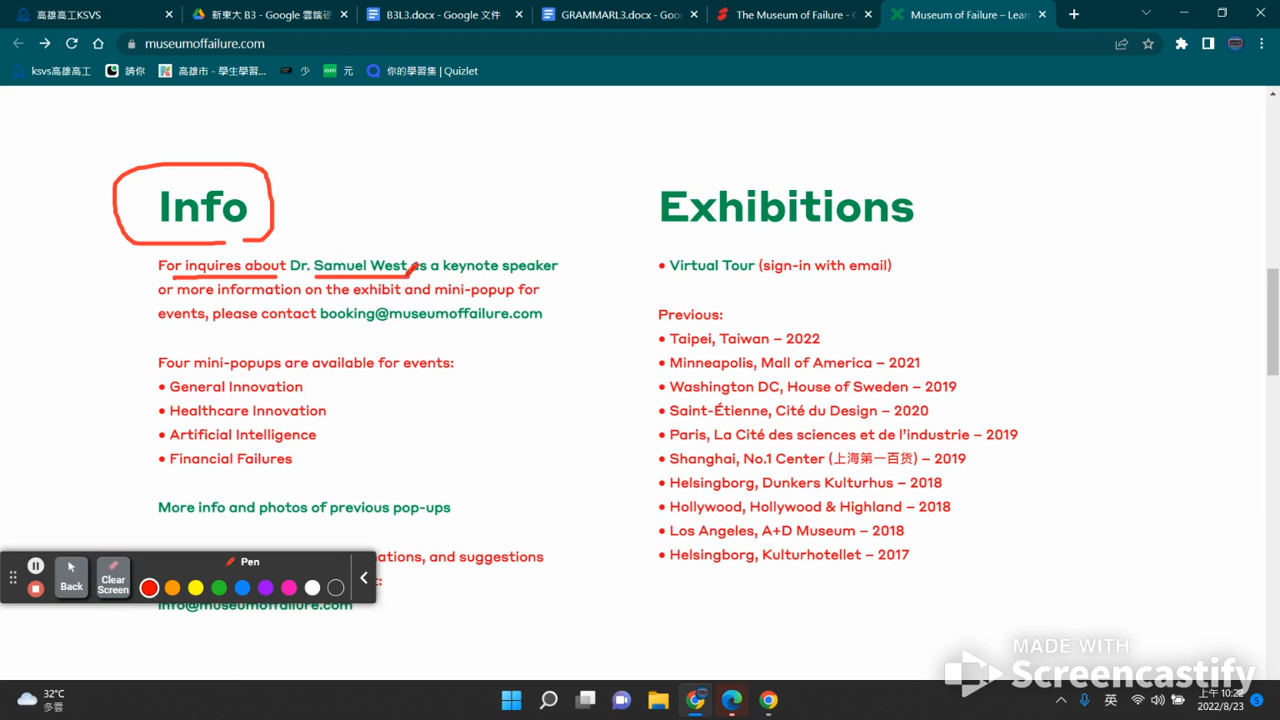 ksvs高雄高工
新東大 B3 - Google 雲端硬
B3L3.docx - Google 文件
GRAMMARL3.docx - Goo
The Museum of Failure -
Museum of Failure – Lear
museumoffailure.com
ksvs高雄高工
請你
高雄市 - 學生學習...
少
元
你的學習集 | Quizlet
Info
For inquires about Dr. Samuel West as a keynote speaker
or more information on the exhibit and mini-popup for
events, please contact booking@museumoffailure.com
Four mini-popups are available for events:
• General Innovation
• Healthcare Innovation
• Artificial Intelligence
• Financial Failures
More info and photos of previous pop-ups
ations, and suggestions
info@museumoffailure.com
Exhibitions
• Virtual Tour (sign-in with email)
Previous:
• Taipei, Taiwan – 2022
• Minneapolis, Mall of America – 2021
• Washington DC, House of Sweden – 2019
• Saint-Étienne, Cité du Design – 2020
• Paris, La Cité des sciences et de l'industrie – 2019
• Shanghai, No.1 Center (上海第一百货) – 2019
• Helsingborg, Dunkers Kulturhus – 2018
• Hollywood, Hollywood & Highland – 2018
• Los Angeles, A+D Museum – 2018
• Helsingborg, Kulturhotellet – 2017
Pen
Back
Clear
Screen
MADE WITH
Screencastify
32°C
多雲
英
上午 10:22
2022/8/23
5